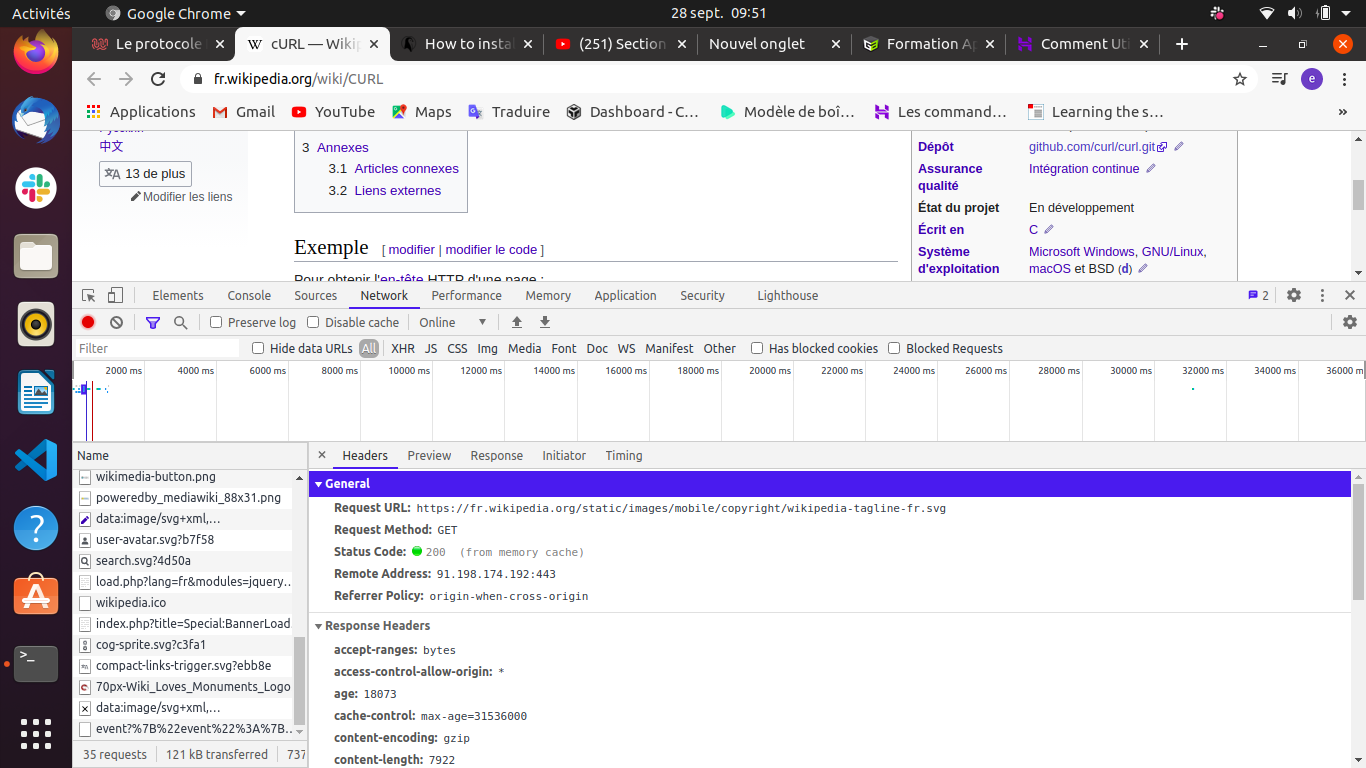 Activités
Google Chrome
28 sept. 09:51
Le protocole
cURL — Wikip
How to instal
(251) Section
Nouvel onglet
Formation Ap
Comment Uti
fr.wikipedia.org/wiki/CURL
e
Applications
Gmail
YouTube
Maps
Traduire
Dashboard - C…
Modèle de boî…
Les command…
Learning the s…
»
中文
13 de plus
Modifier les liens
3 Annexes
3.1 Articles connexes
3.2 Liens externes
Exemple [ modifier | modifier le code ]
Pour obtenir l'en-tête HTTP d'une page :
Dépôt github.com/curl/curl.git
Assurance qualité Intégration continue
État du projet En développement
Écrit en C
Système d'exploitation Microsoft Windows, GNU/Linux,
macOS et BSD (d)
Elements Console Sources Network Performance Memory Application Security Lighthouse 2
Preserve log Disable cache Online
Filter Hide data URLs All XHR JS CSS Img Media Font Doc WS Manifest Other Has blocked cookies Blocked Requests
2000 ms 4000 ms 6000 ms 8000 ms 10000 ms 12000 ms 14000 ms 16000 ms 18000 ms 20000 ms 22000 ms 24000 ms 26000 ms 28000 ms 30000 ms 32000 ms 34000 ms 36000 m
Name
wikimedia-button.png
poweredby_mediawiki_88x31.png
data:image/svg+xml,…
user-avatar.svg?b7f58
search.svg?4d50a
load.php?lang=fr&modules=jquery…
wikipedia.ico
index.php?title=Special:BannerLoad
cog-sprite.svg?c3fa1
compact-links-trigger.svg?ebb8e
70px-Wiki_Loves_Monuments_Logo
data:image/svg+xml,…
event?%7B%22event%22%3A%7B…
35 requests 121 kB transferred 737
Headers Preview Response Initiator Timing
General
Request URL: https://fr.wikipedia.org/static/images/mobile/copyright/wikipedia-tagline-fr.svg
Request Method: GET
Status Code: 200 (from memory cache)
Remote Address: 91.198.174.192:443
Referrer Policy: origin-when-cross-origin
Response Headers
accept-ranges: bytes
access-control-allow-origin: *
age: 18073
cache-control: max-age=31536000
content-encoding: gzip
content-length: 7922